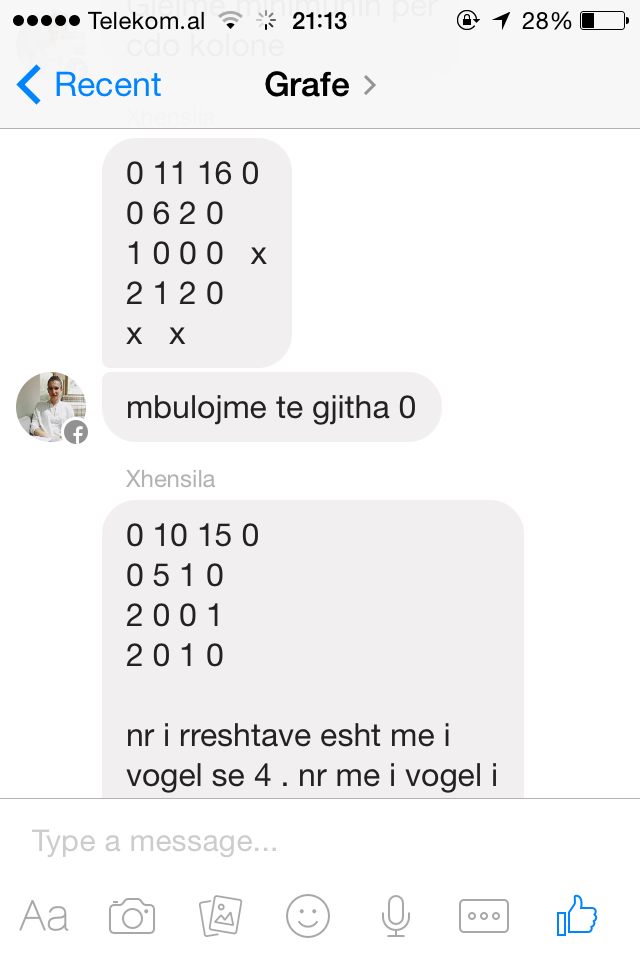 Telekom.al 21:13 28%
Gjejme minimunin per
cdo kolone
Recent Grafe
Xhensila
0 11 16 0
0 6 2 0
1 0 0 0 x
2 1 2 0
x x
mbulojme te gjitha 0
Xhensila
0 10 15 0
0 5 1 0
2 0 0 1
2 0 1 0
nr i rreshtave esht me i
vogel se 4 . nr me i vogel i
Type a message...
Aa